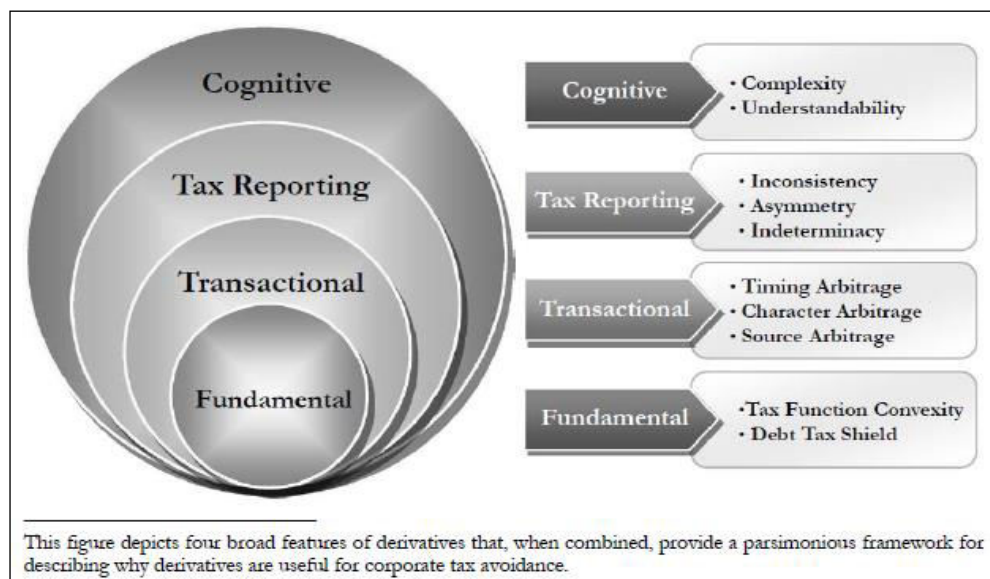 Cognitive
Tax Reporting
Transactional
Fundamental
Cognitive
• Complexity
• Understandability
Tax Reporting
• Inconsistency
• Asymmetry
• Indeterminacy
Transactional
• Timing Arbitrage
• Character Arbitrage
• Source Arbitrage
Fundamental
•Tax Function Convexity
• Debt Tax Shield
This figure depicts four broad features of derivatives that, when combined, provide a parsimonious framework for
describing why derivatives are useful for corporate tax avoidance.